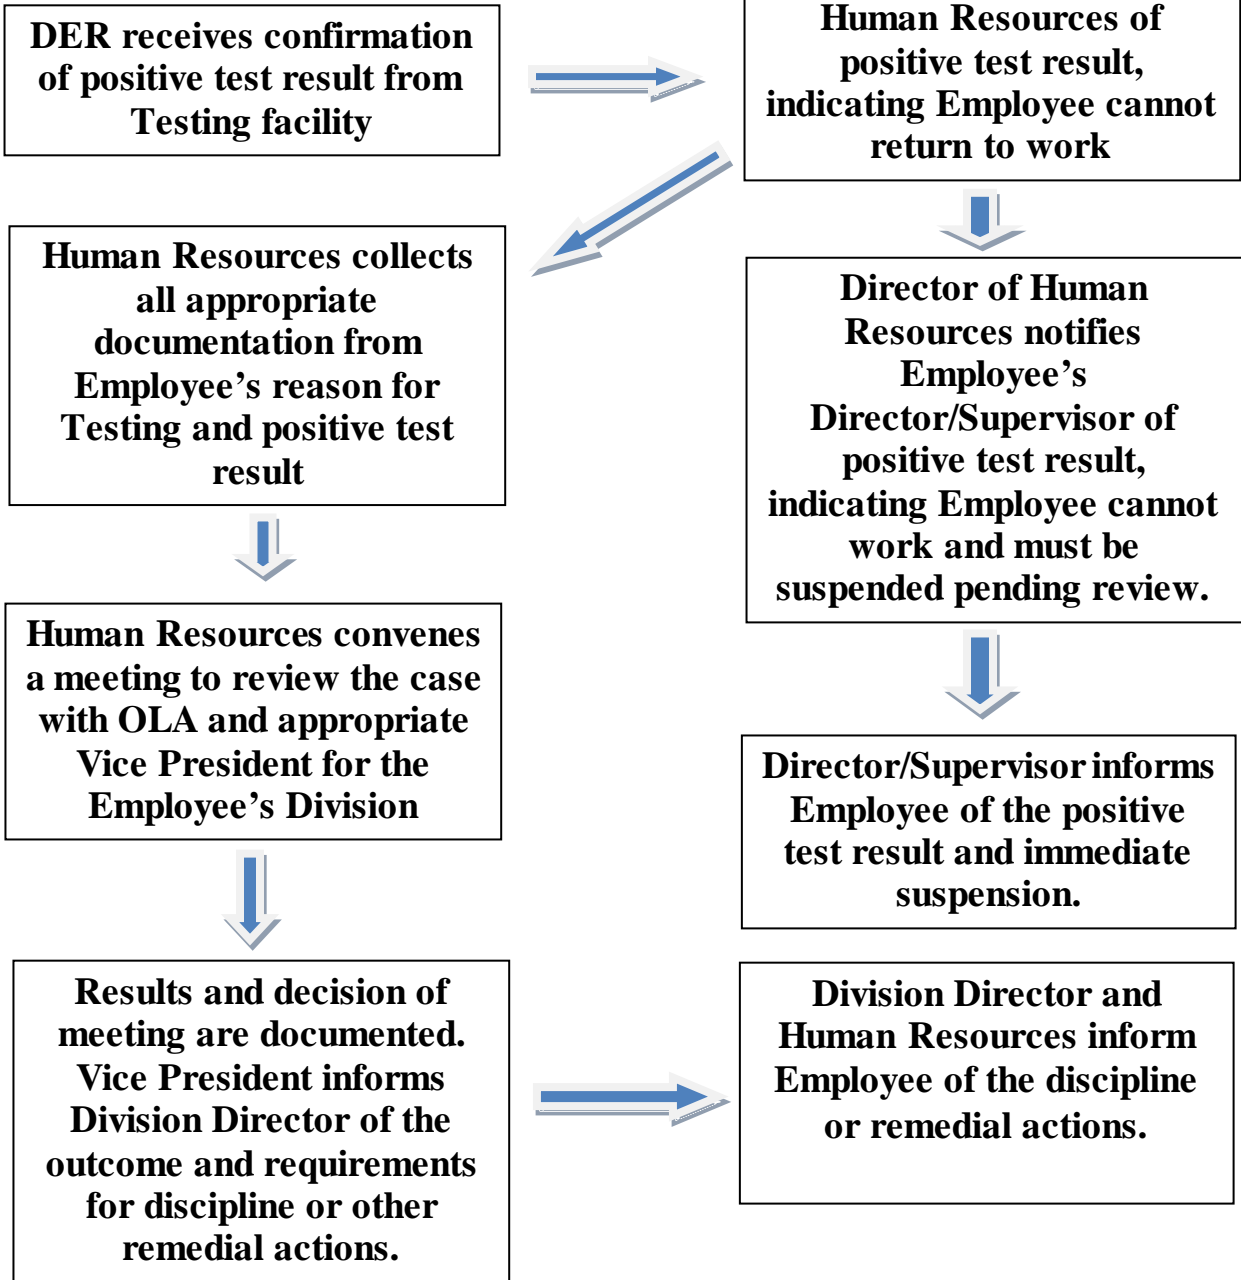 DER receives confirmation
of positive test result from
Testing facility
Human Resources of
positive test result,
indicating Employee cannot
return to work
Human Resources collects
all appropriate
documentation from
Employee’s reason for
Testing and positive test
result
Director of Human
Resources notifies
Employee’s
Director/Supervisor of
positive test result,
indicating Employee cannot
work and must be
suspended pending review.
Human Resources convenes
a meeting to review the case
with OLA and appropriate
Vice President for the
Employee’s Division
Director/Supervisor informs
Employee of the positive
test result and immediate
suspension.
Results and decision of
meeting are documented.
Vice President informs
Division Director of the
outcome and requirements
for discipline or other
remedial actions.
Division Director and
Human Resources inform
Employee of the discipline
or remedial actions.